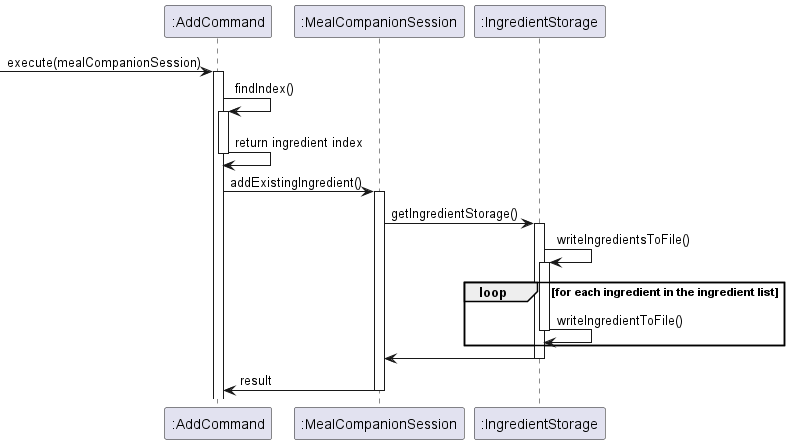 :AddCommand :MealCompanionSession :IngredientStorage
execute(mealCompanionSession)
findIndex()
return ingredient index
addExistingIngredient()
getIngredientStorage()
writeIngredientsToFile()
loop [for each ingredient in the ingredient list]
writeIngredientToFile()
result
:AddCommand :MealCompanionSession :IngredientStorage